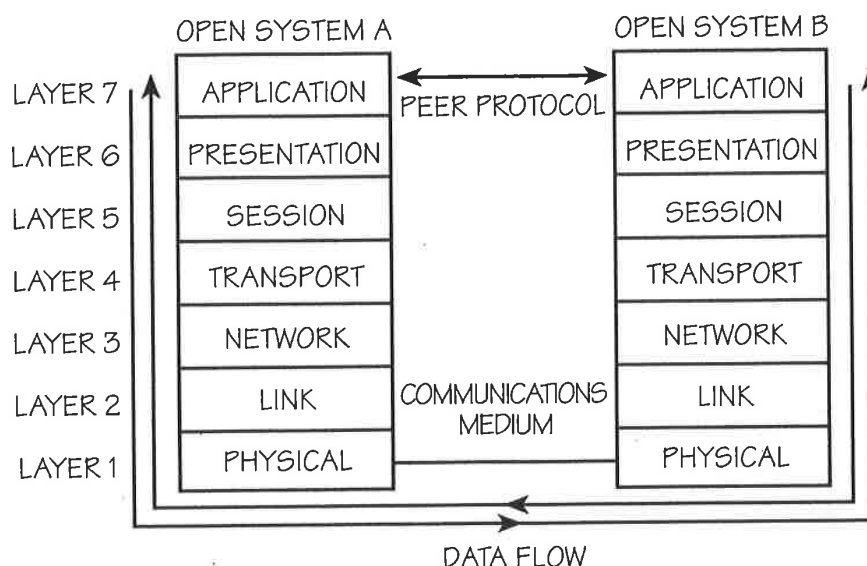 OPEN SYSTEM A
OPEN SYSTEM B
LAYER 7
APPLICATION
PEER PROTOCOL
APPLICATION
LAYER 6
PRESENTATION
PRESENTATION
LAYER 5
SESSION
SESSION
LAYER 4
TRANSPORT
TRANSPORT
LAYER 3
NETWORK
NETWORK
LAYER 2
LINK
COMMUNICATIONS
MEDIUM
LINK
LAYER 1
PHYSICAL
PHYSICAL
DATA FLOW